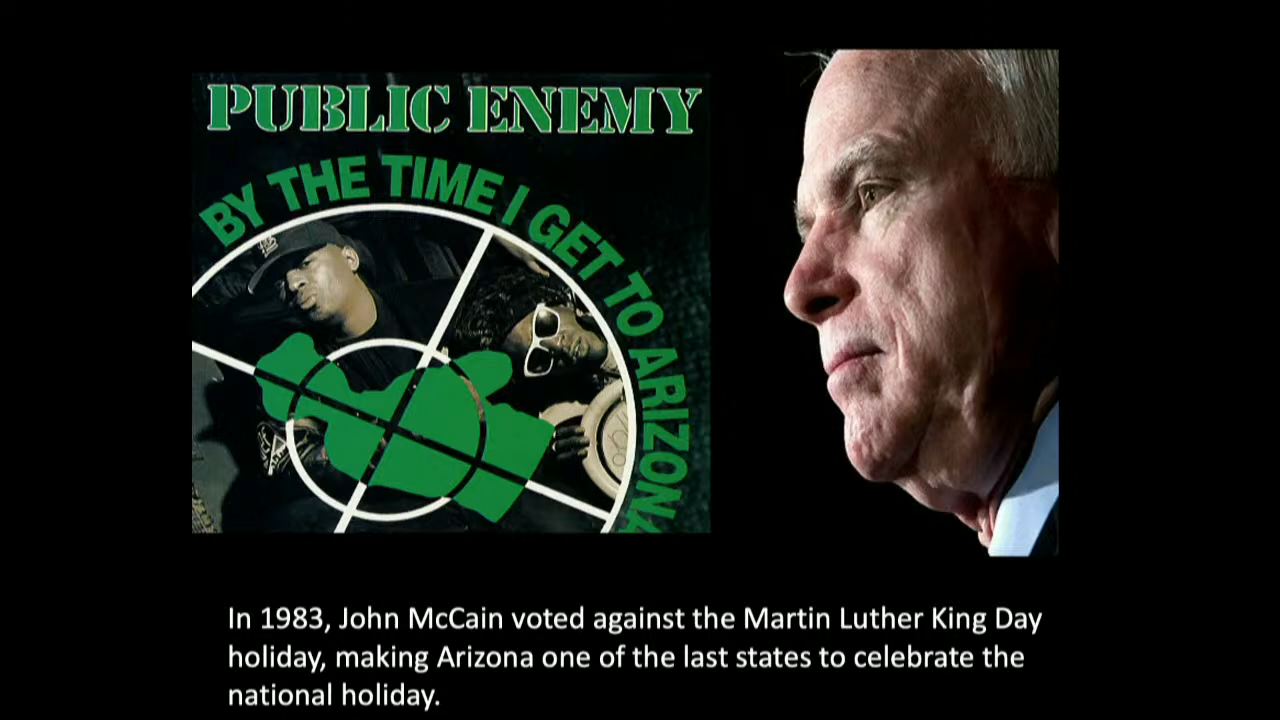 PUBLIC ENEMY
BY THE TIME I GET TO ARIZONA
In 1983, John McCain voted against the Martin Luther King Day
holiday, making Arizona one of the last states to celebrate the
national holiday.